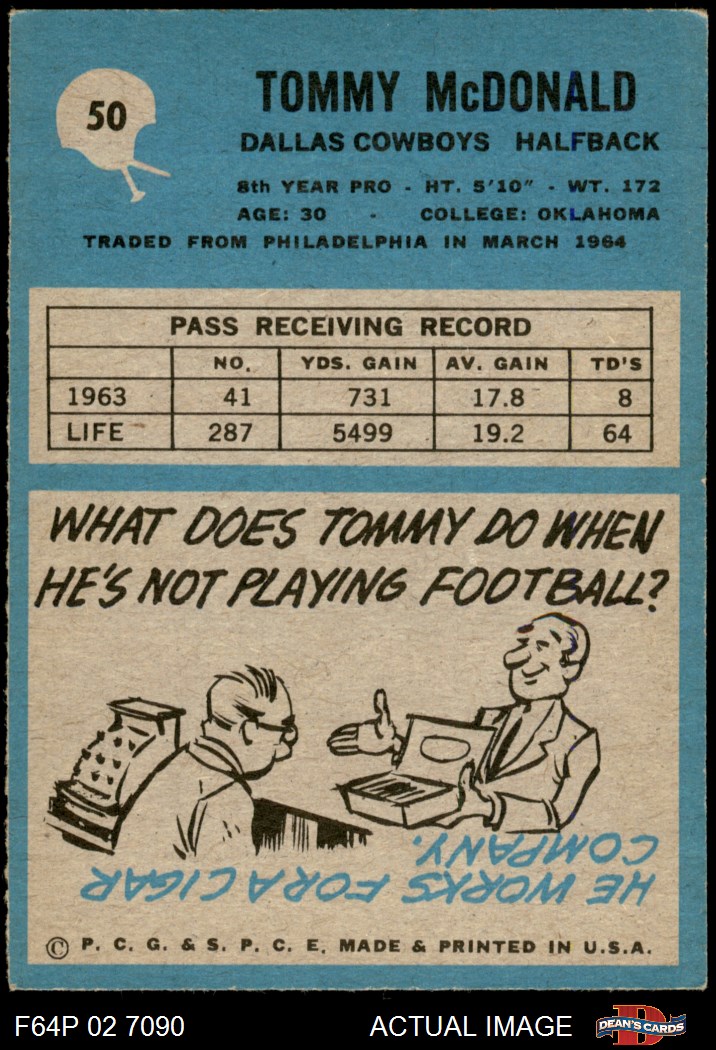 50
TOMMY McDONALD
DALLAS COWBOYS HALFBACK
8th YEAR PRO - HT. 5'10" - WT. 172
AGE: 30 - COLLEGE: OKLAHOMA
TRADED FROM PHILADELPHIA IN MARCH 1964
PASS RECEIVING RECORD
NO. YDS. GAIN AV. GAIN TD'S
1963 41 731 17.8 8
LIFE 287 5499 19.2 64
WHAT DOES TOMMY DO WHEN
HE'S NOT PLAYING FOOTBALL?
HE WORKS FOR A CIGAR
COMPANY.
© P. C. G. & S. P. C. E. MADE & PRINTED IN U.S.A.
F64P 02 7090 ACTUAL IMAGE
D
DEAN'S CARDS